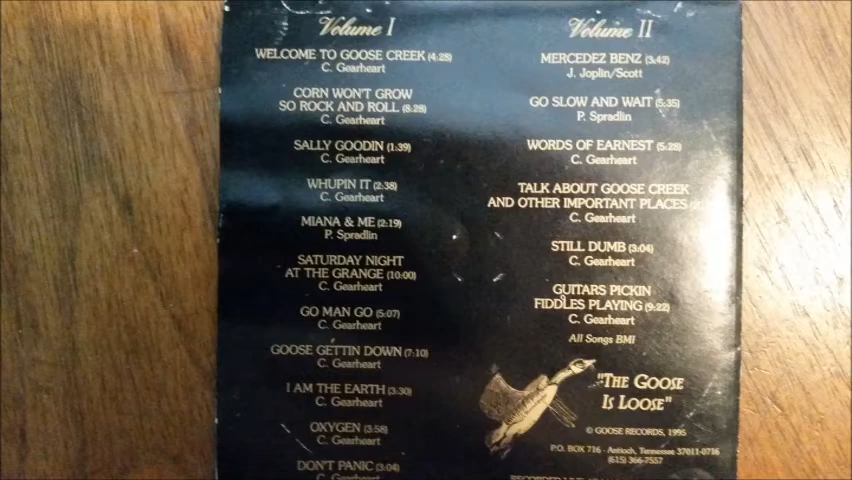 Volume I
WELCOME TO GOOSE CREEK (4:28)
C. Gearheart
CORN WON'T GROW
SO ROCK AND ROLL (8:28)
C. Gearheart
SALLY GOODIN (1:39)
C. Gearheart
WHUPIN IT (2:38)
C. Gearheart
MIANA & ME (2:19)
P. Spradlin
SATURDAY NIGHT
AT THE GRANGE (10:00)
C. Gearheart
GO MAN GO (5:07)
C. Gearheart
GOOSE GETTIN DOWN (7:10)
C. Gearheart
I AM THE EARTH (3:30)
C. Gearheart
OXYGEN (3:58)
C. Gearheart
DON'T PANIC (3:04)
C. Gearheart
Volume II
MERCEDEZ BENZ (3:42)
J. Joplin/Scott
GO SLOW AND WAIT (5:35)
P. Spradlin
WORDS OF EARNEST (5:28)
C. Gearheart
TALK ABOUT GOOSE CREEK
AND OTHER IMPORTANT PLACES
C. Gearheart
STILL DUMB (3:04)
C. Gearheart
GUITARS PICKIN
FIDDLES PLAYING (9:22)
C. Gearheart
All Songs BMI
"THE GOOSE
IS LOOSE"
© GOOSE RECORDS, 1995
P.O. BOX 716 · Antioch, Tennessee 37011-0716
(615) 366-7557
RECORDED LIVE